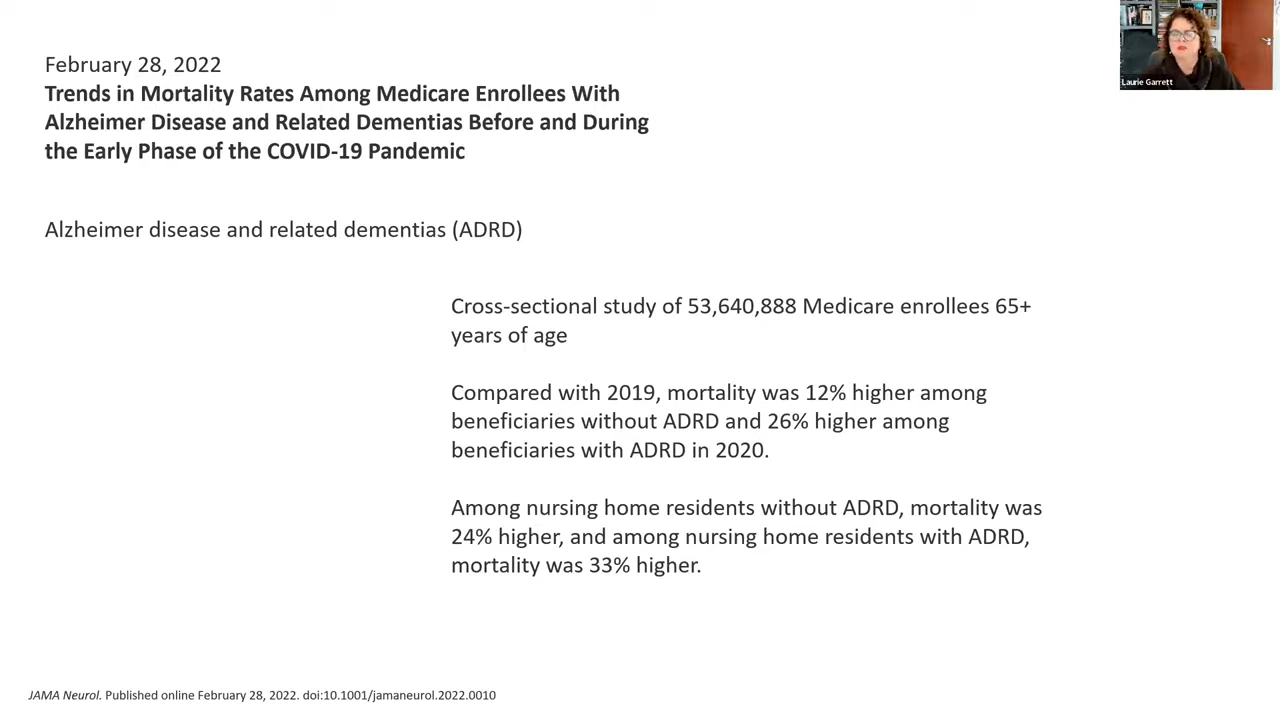 February 28, 2022
Trends in Mortality Rates Among Medicare Enrollees With
Alzheimer Disease and Related Dementias Before and During
the Early Phase of the COVID-19 Pandemic
Laurie Garrett
Alzheimer disease and related dementias (ADRD)
Cross-sectional study of 53,640,888 Medicare enrollees 65+
years of age
Compared with 2019, mortality was 12% higher among
beneficiaries without ADRD and 26% higher among
beneficiaries with ADRD in 2020.
Among nursing home residents without ADRD, mortality was
24% higher, and among nursing home residents with ADRD,
mortality was 33% higher.
JAMA Neurol. Published online February 28, 2022. doi:10.1001/jamaneurol.2022.0010